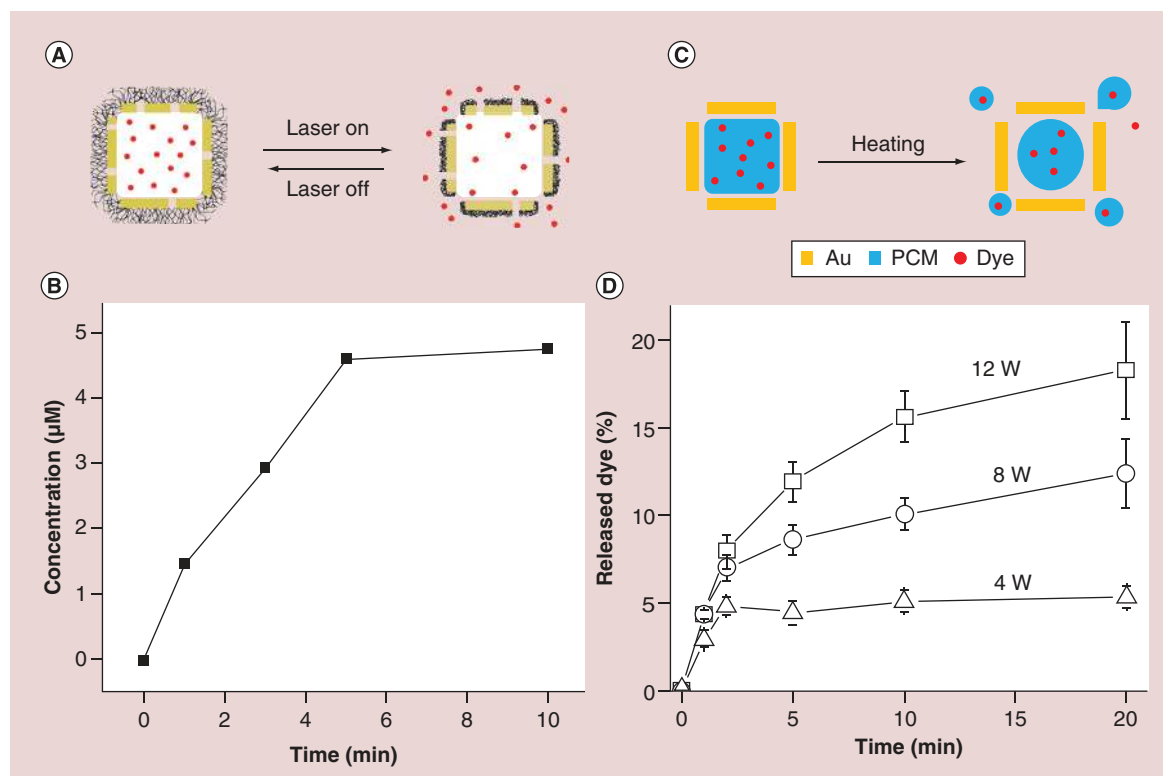 A
Laser on
Laser off
C
Heating
Au PCM Dye
B
Concentration (µM)
5
4
3
2
1
0
0 2 4 6 8 10
Time (min)
D
Released dye (%)
20
15
10
5
0
12 W
8 W
4 W
0 5 10 15 20
Time (min)